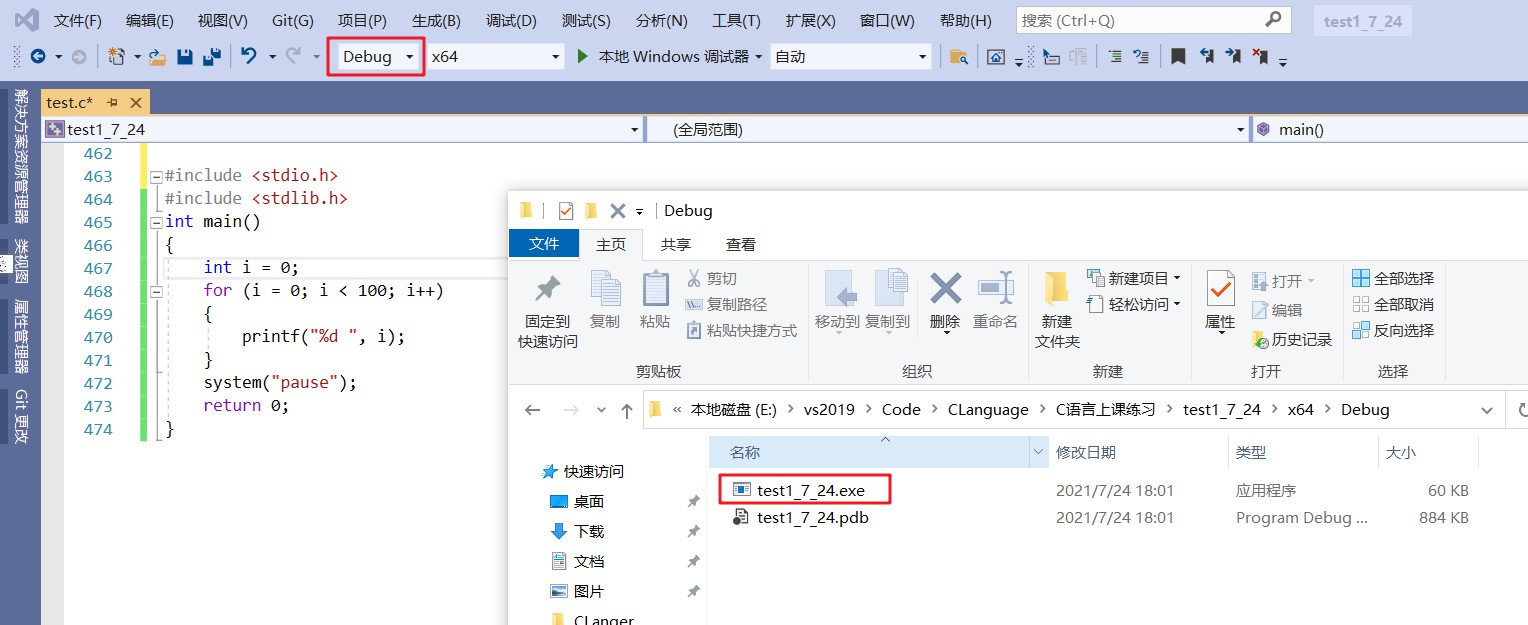 文件(F) 编辑(E) 视图(V) Git(G) 项目(P) 生成(B) 调试(D) 测试(S) 分析(N) 工具(T) 扩展(X) 窗口(W) 帮助(H) 搜索 (Ctrl+Q) test1_7_24
Debug x64 本地 Windows 调试器 自动
解决方案资源管理器
类视图
属性管理器
Git 更改
test.c*
test1_7_24 (全局范围) main()
462
463 #include <stdio.h>
464 #include <stdlib.h>
465 int main()
466 {
467 int i = 0;
468 for (i = 0; i < 100; i++)
469 {
470 printf("%d ", i);
471 }
472 system("pause");
473 return 0;
474 }
Debug
文件 主页 共享 查看
固定到
快速访问
复制
粘贴
剪切
复制路径
粘贴快捷方式
剪贴板
移动到 复制到 删除 重命名
组织
新建
文件夹
新建项目
轻松访问
新建
属性
打开
编辑
历史记录
打开
全部选择
全部取消
反向选择
选择
« 本地磁盘 (E:) > vs2019 > Code > CLanguage > C语言上课练习 > test1_7_24 > x64 > Debug
名称 修改日期 类型 大小
test1_7_24.exe 2021/7/24 18:01 应用程序 60 KB
test1_7_24.pdb 2021/7/24 18:01 Program Debug ... 884 KB
快速访问
桌面
下载
文档
图片
CLanger